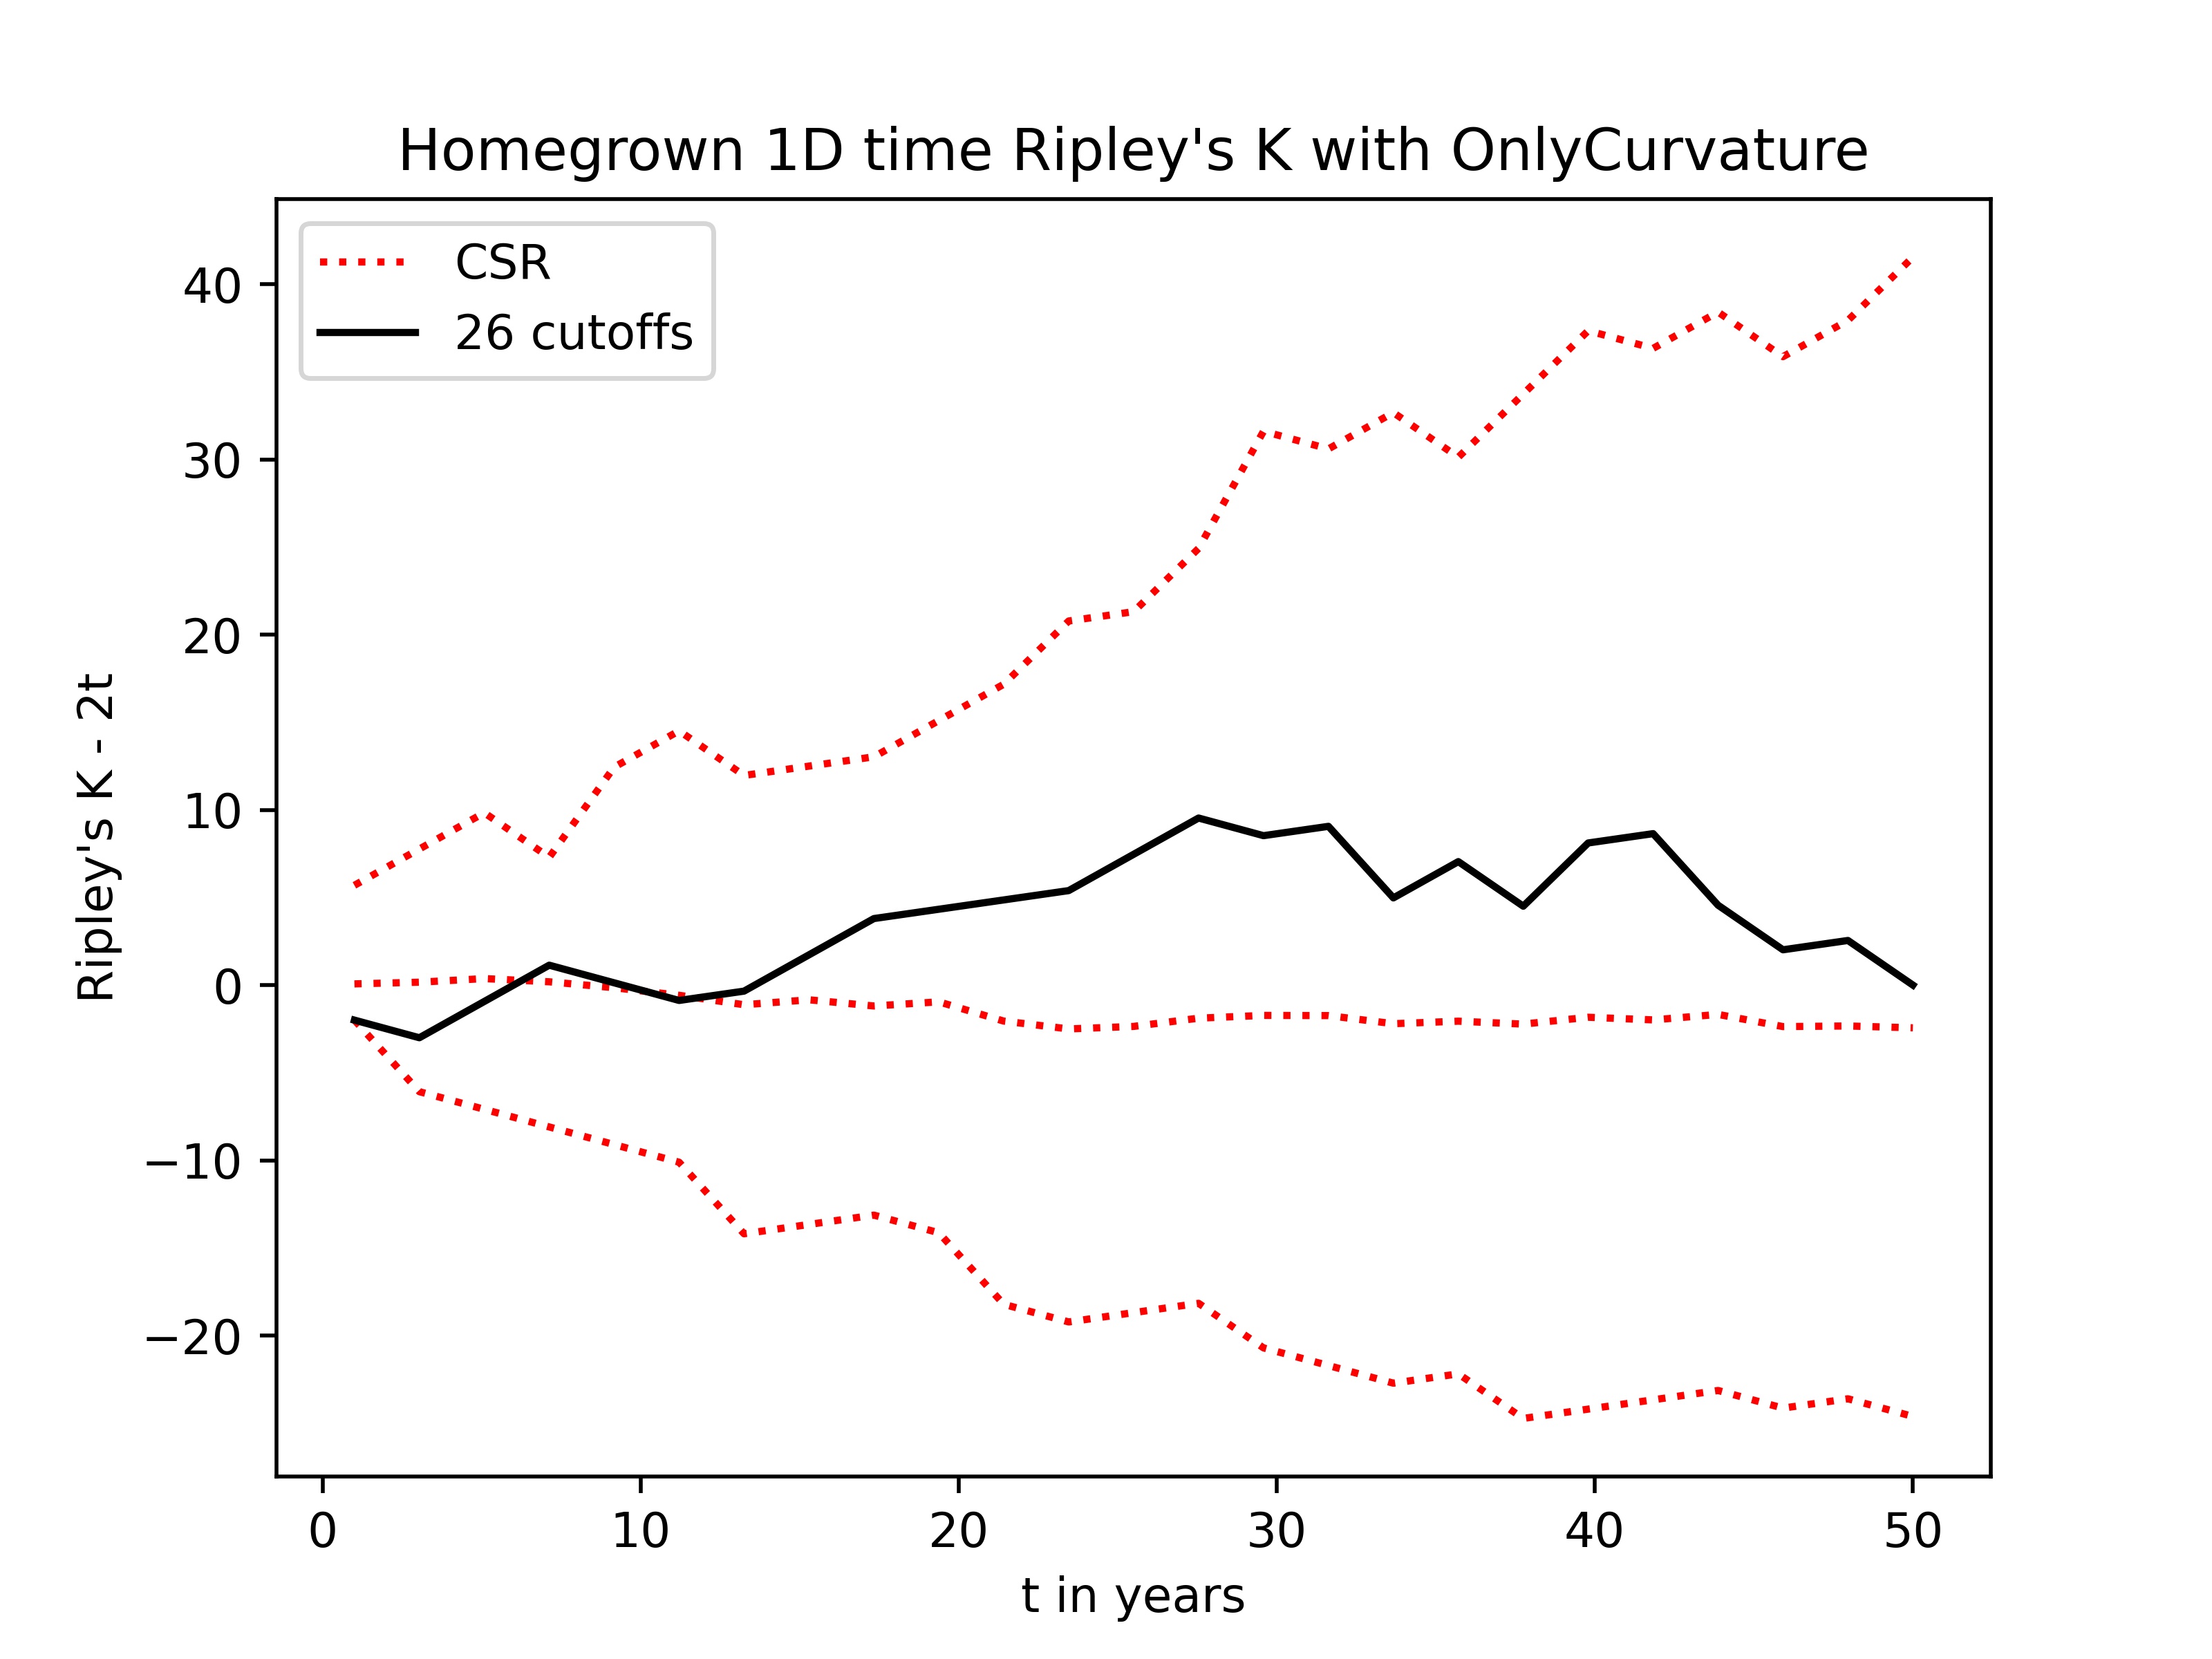 Homegrown 1D time Ripley's K with OnlyCurvature
CSR
26 cutoffs
Ripley's K - 2t
40
30
20
10
0
−10
−20
0 10 20 30 40 50
t in years